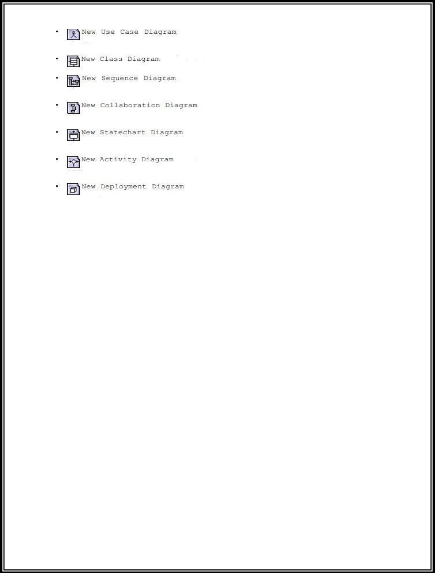 • New Use Case Diagram
• New Class Diagram
• New Sequence Diagram
• New Collaboration Diagram
• New Statechart Diagram
• New Activity Diagram
• New Deployment Diagram